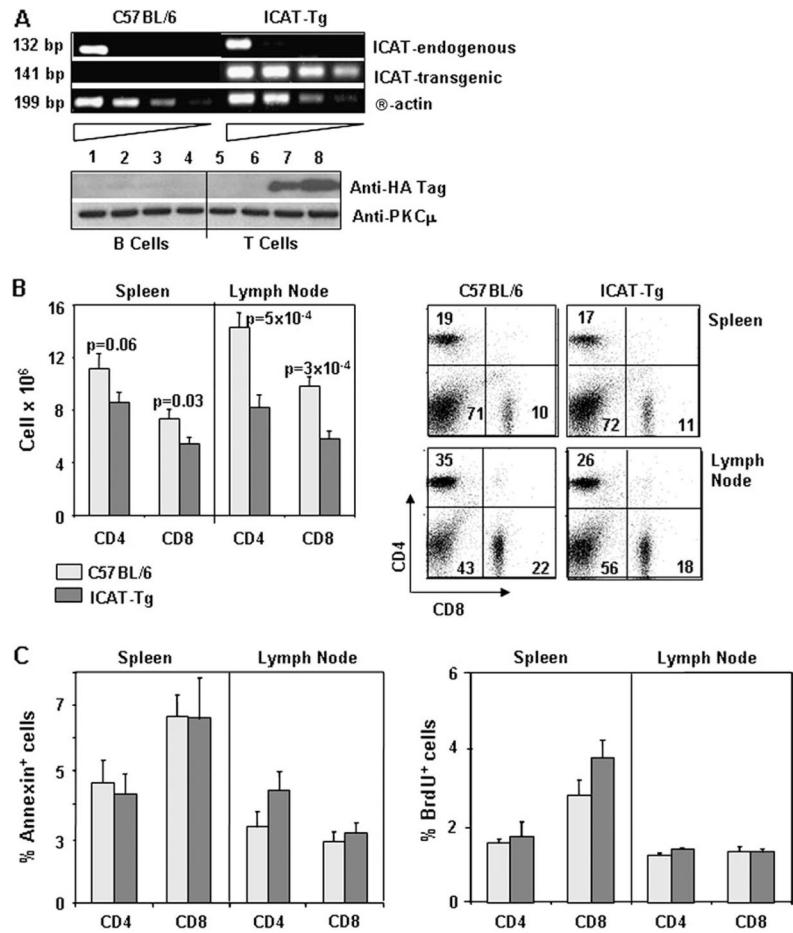 A
C57BL/6 ICAT-Tg
132 bp ICAT-endogenous
141 bp ICAT-transgenic
199 bp ®-actin
1 2 3 4 5 6 7 8
Anti-HA Tag
Anti-PKCµ
B Cells T Cells
B
Spleen Lymph Node
Cell x 10⁶
16
12
8
4
0
p=0.06
p=0.03
p=5x10⁻⁴
p=3x10⁻⁴
CD4 CD8 CD4 CD8
C57BL/6
ICAT-Tg
C57BL/6 ICAT-Tg
19 17 Spleen
71 10 72 11
35 26 Lymph
Node
43 22 56 18
CD4
CD8
C
Spleen Lymph Node
% Annexin⁺ cells
7
5
3
0
CD4 CD8 CD4 CD8
Spleen Lymph Node
% BrdU⁺ cells
6
4
2
0
CD4 CD8 CD4 CD8